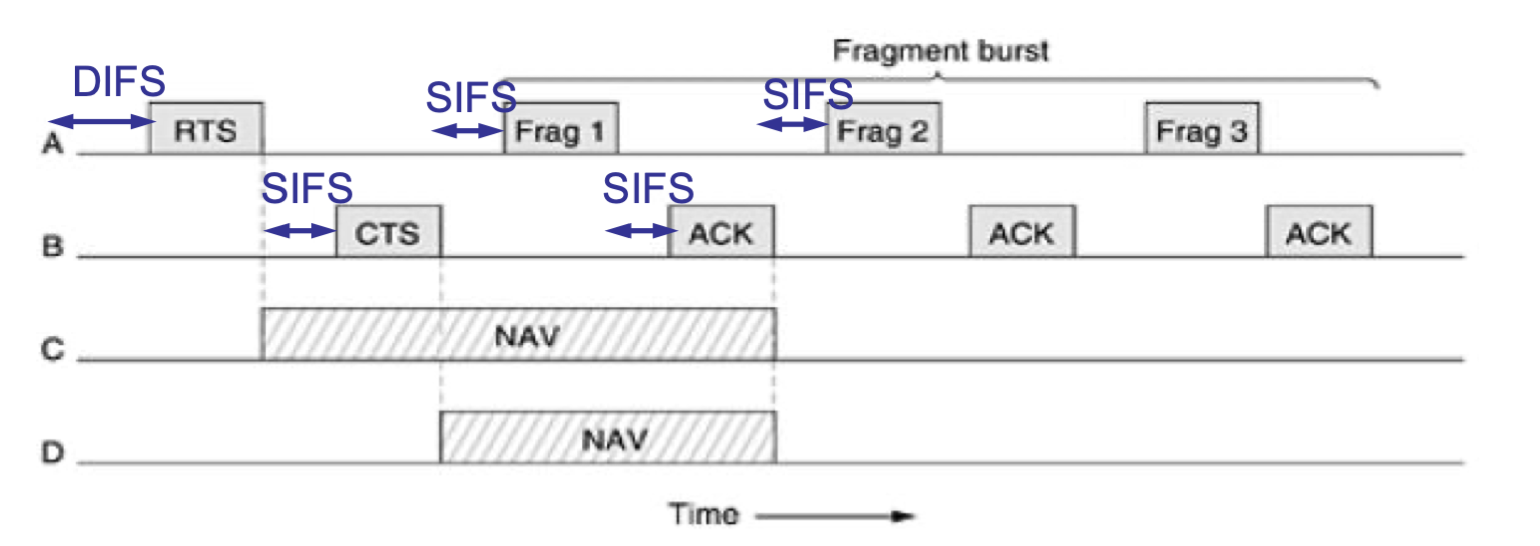 Fragment burst
DIFS SIFS SIFS
A RTS Frag 1 Frag 2 Frag 3
SIFS SIFS
B CTS ACK ACK ACK
C NAV
D NAV
Time